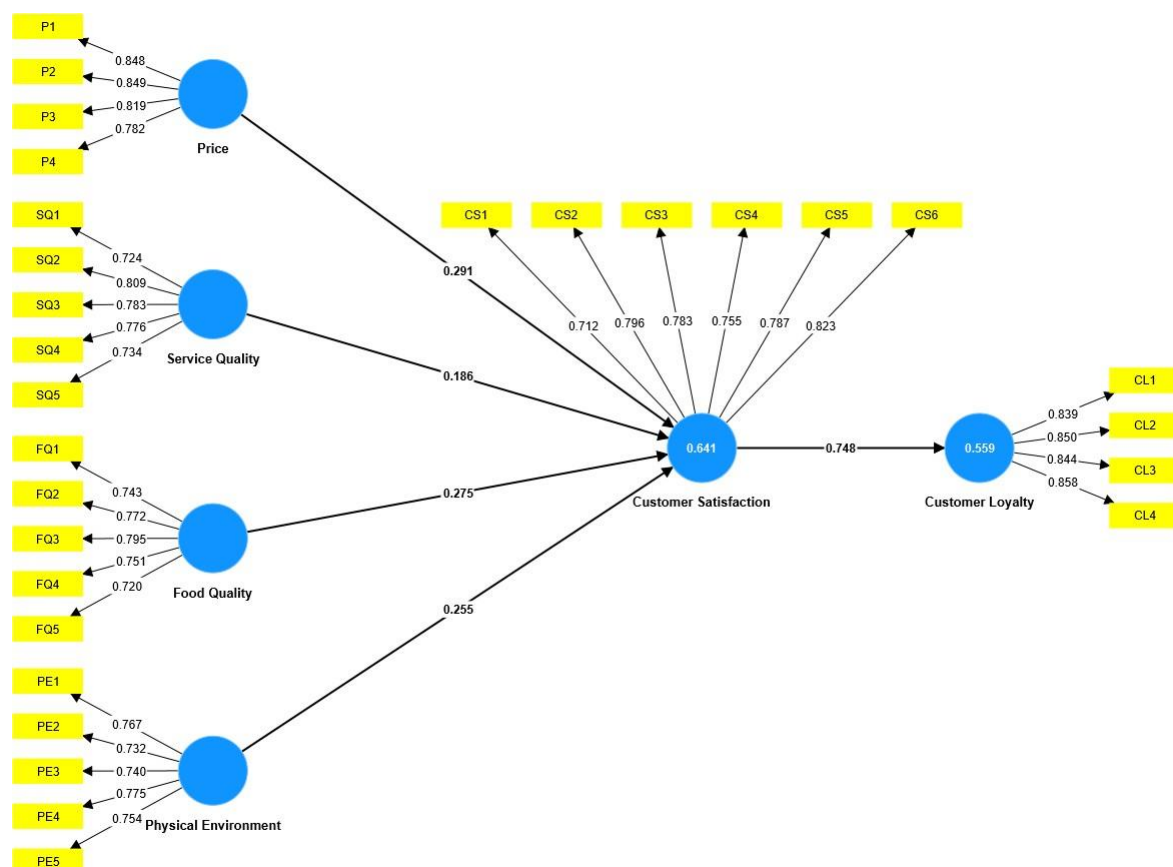 P1
P2
P3
P4
0.848
0.849
0.819
0.782
Price
SQ1
SQ2
SQ3
SQ4
SQ5
0.724
0.809
0.783
0.776
0.734
Service Quality
FQ1
FQ2
FQ3
FQ4
FQ5
0.743
0.772
0.795
0.751
0.720
Food Quality
PE1
PE2
PE3
PE4
PE5
0.767
0.732
0.740
0.775
0.754
Physical Environment
0.291
0.186
0.275
0.255
CS1 CS2 CS3 CS4 CS5 CS6
0.712 0.796 0.783 0.755 0.787 0.823
0.641
Customer Satisfaction
0.748
0.559
Customer Loyalty
0.839
0.850
0.844
0.858
CL1
CL2
CL3
CL4